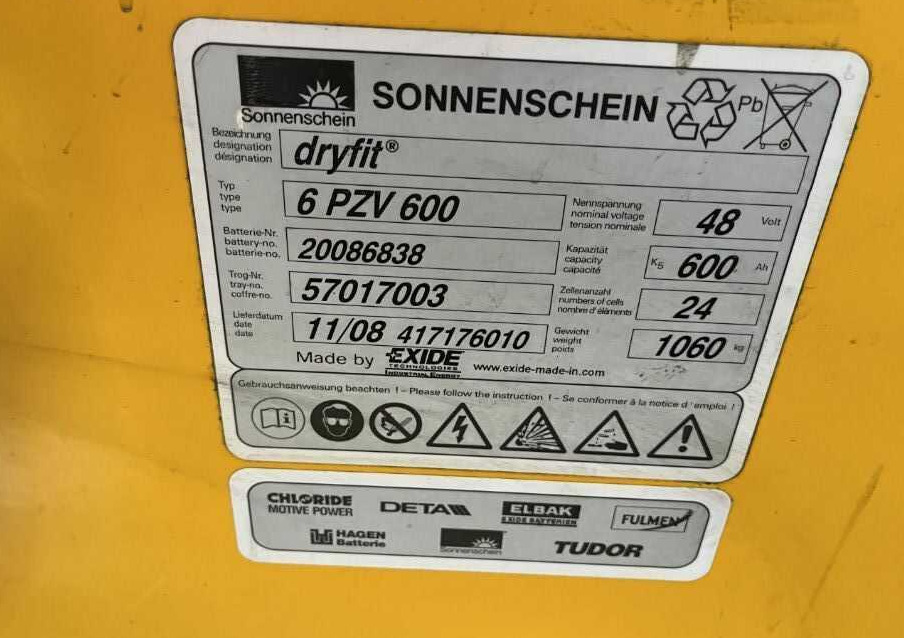 Sonnenschein
SONNENSCHEIN
Pb
Bezeichnung
designation
désignation
dryfit®
Typ
type
type
6 PZV 600
Nennspannung
nominal voltage
tension nominale
48 Volt
Batterie-Nr.
battery-no.
batterie-no.
20086838
Kapazität
capacity
capacité
K5 600 Ah
Trog-Nr.
tray-no.
coffre-no.
57017003
Zellenanzahl
numbers of cells
nombre d'éléments
24
Lieferdatum
date
date
11/08 417176010
Gewicht
weight
poids
1060 kg
Made by EXIDE
TECHNOLOGIES
INDUSTRIAL ENERGY
www.exide-made-in.com
Gebrauchsanweisung beachten ! – Please follow the instruction ! – Se conformer à la notice d'emploi !
CHLORIDE
MOTIVE POWER
DETA
ELBAK
EXIDE BATTERIEN
FULMEN
HAGEN
Batterie
Sonnenschein
TUDOR